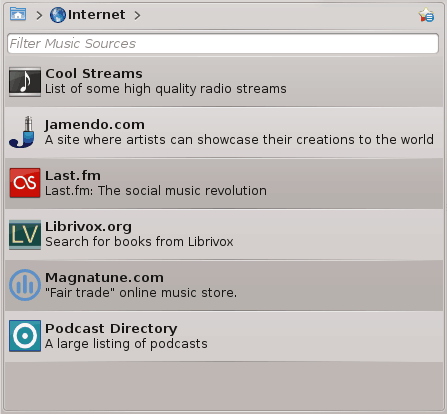 Internet
Filter Music Sources
Cool Streams
List of some high quality radio streams
Jamendo.com
A site where artists can showcase their creations to the world
Last.fm
Last.fm: The social music revolution
LV
Librivox.org
Search for books from Librivox
Magnatune.com
"Fair trade" online music store.
Podcast Directory
A large listing of podcasts